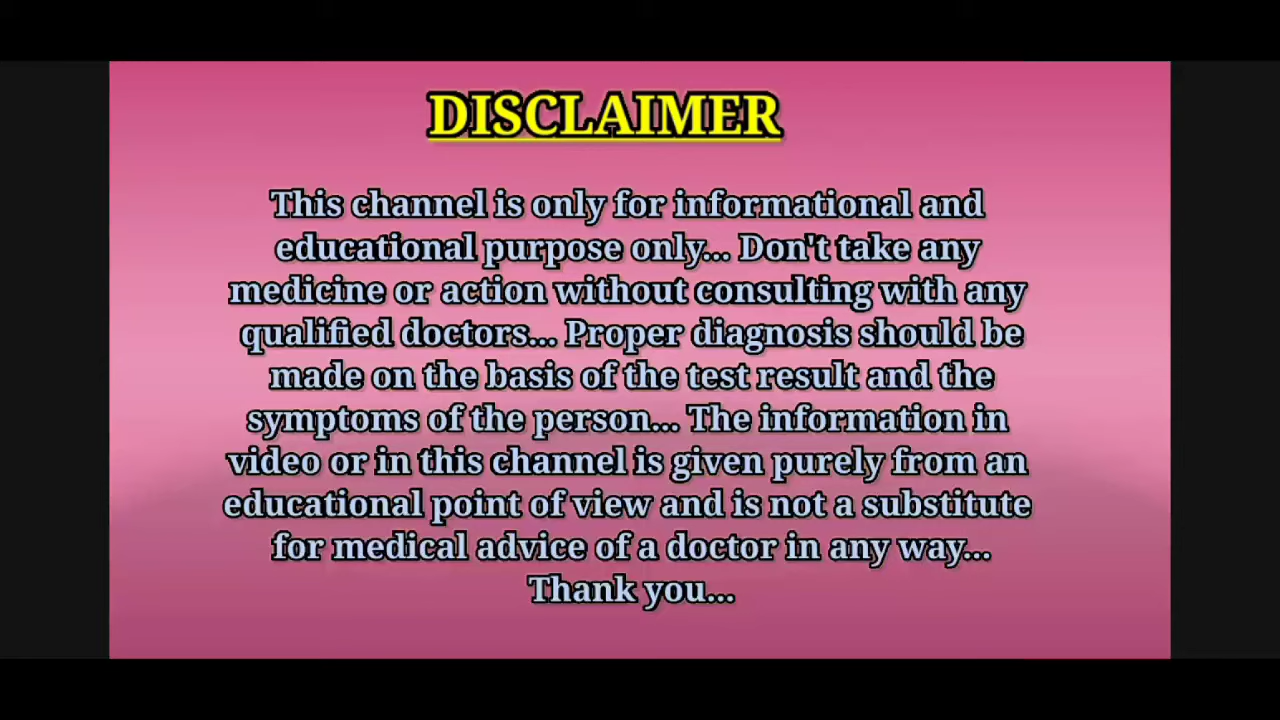 DISCLAIMER
This channel is only for informational and
educational purpose only... Don't take any
medicine or action without consulting with any
qualified doctors... Proper diagnosis should be
made on the basis of the test result and the
symptoms of the person... The information in
video or in this channel is given purely from an
educational point of view and is not a substitute
for medical advice of a doctor in any way...
Thank you...